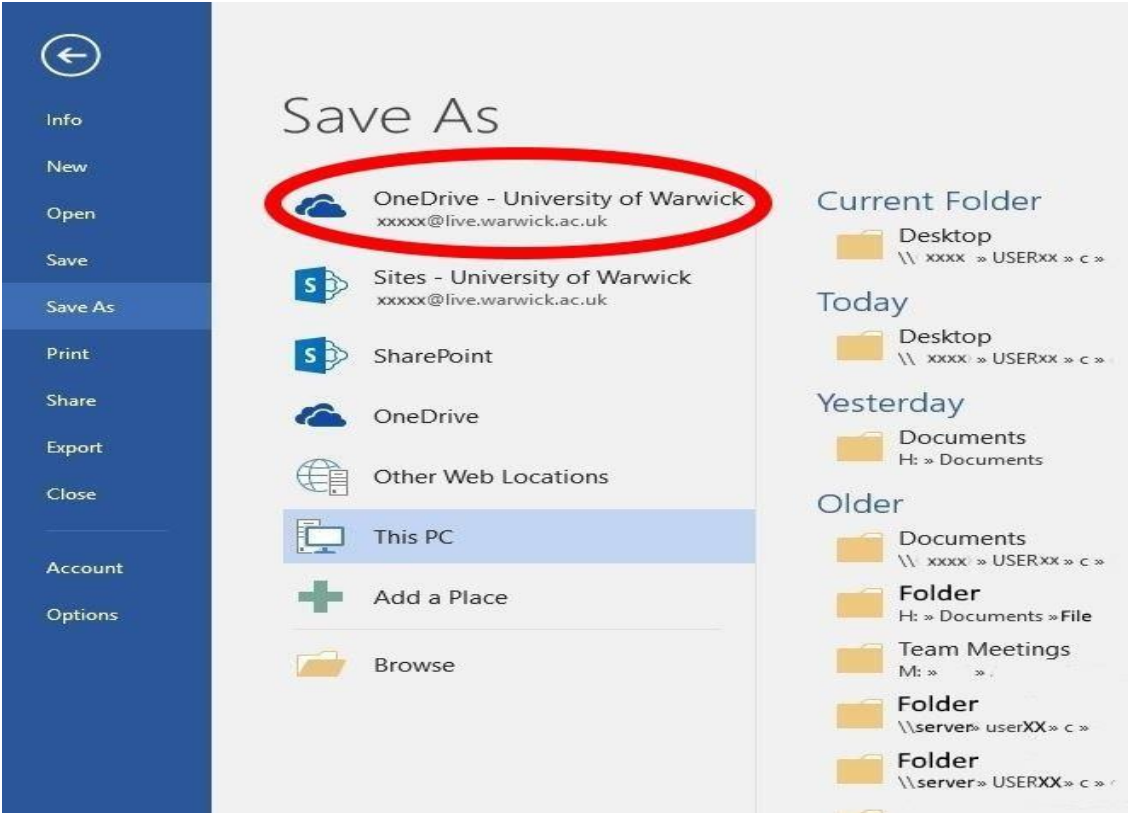 Info
New
Open
Save
Save As
Print
Share
Export
Close
Account
Options
Save As
OneDrive - University of Warwick
xxxxx@live.warwick.ac.uk
Sites - University of Warwick
xxxxx@live.warwick.ac.uk
SharePoint
OneDrive
Other Web Locations
This PC
Add a Place
Browse
Current Folder
Desktop
\\ xxxx » USERxx » c »
Today
Desktop
\\ xxxx » USERxx » c »
Yesterday
Documents
H: » Documents
Older
Documents
\\ xxxx » USERxx » c »
Folder
H: » Documents » File
Team Meetings
M: » » .
Folder
\\server» userXX » c »
Folder
\\server » USERXX » c »